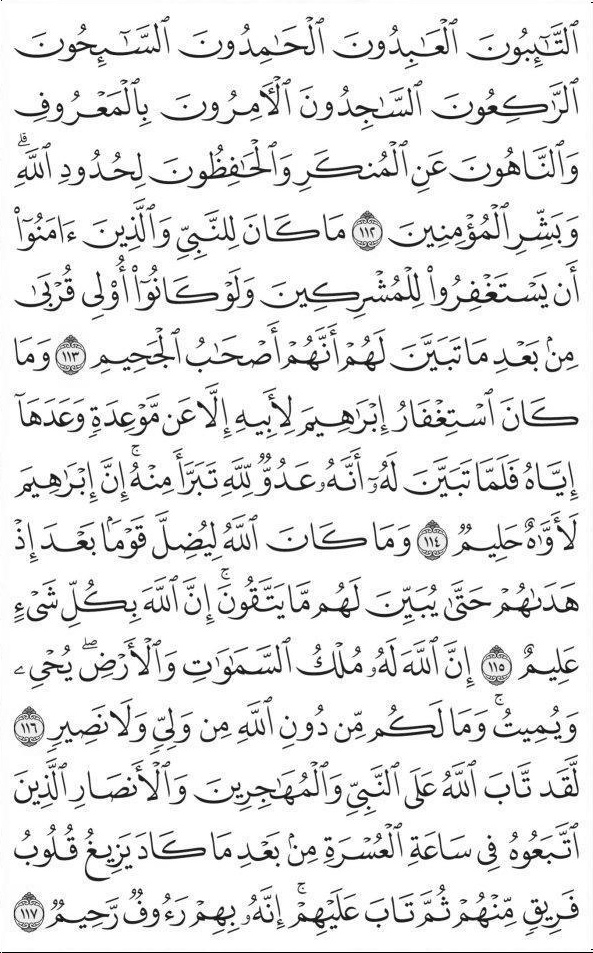 ٱلتَّـٰٓئِبُونَ ٱلْعَـٰبِدُونَ ٱلْحَـٰمِدُونَ ٱلسَّـٰٓئِحُونَ
ٱلرَّٰكِعُونَ ٱلسَّـٰجِدُونَ ٱلْـَٔامِرُونَ بِٱلْمَعْرُوفِ
وَٱلنَّاهُونَ عَنِ ٱلْمُنكَرِ وَٱلْحَـٰفِظُونَ لِحُدُودِ ٱللَّهِۗ
وَبَشِّرِ ٱلْمُؤْمِنِينَ ١١٢ مَا كَانَ لِلنَّبِىِّ وَٱلَّذِينَ ءَامَنُوٓا۟
أَن يَسْتَغْفِرُوا۟ لِلْمُشْرِكِينَ وَلَوْ كَانُوٓا۟ أُو۟لِى قُرْبَىٰ
مِنۢ بَعْدِ مَا تَبَيَّنَ لَهُمْ أَنَّهُمْ أَصْحَـٰبُ ٱلْجَحِيمِ ١١٣ وَمَا
كَانَ ٱسْتِغْفَارُ إِبْرَٰهِيمَ لِأَبِيهِ إِلَّا عَن مَّوْعِدَةٍ وَعَدَهَآ
إِيَّاهُ فَلَمَّا تَبَيَّنَ لَهُۥٓ أَنَّهُۥ عَدُوٌّ لِّلَّهِ تَبَرَّأَ مِنْهُۚ إِنَّ إِبْرَٰهِيمَ
لَأَوَّٰهٌ حَلِيمٌ ١١٤ وَمَا كَانَ ٱللَّهُ لِيُضِلَّ قَوْمًۢا بَعْدَ إِذْ
هَدَىٰهُمْ حَتَّىٰ يُبَيِّنَ لَهُم مَّا يَتَّقُونَۚ إِنَّ ٱللَّهَ بِكُلِّ شَىْءٍ
عَلِيمٌ ١١٥ إِنَّ ٱللَّهَ لَهُۥ مُلْكُ ٱلسَّمَـٰوَٰتِ وَٱلْأَرْضِۖ يُحْىِۦ
وَيُمِيتُۚ وَمَا لَكُم مِّن دُونِ ٱللَّهِ مِن وَلِىٍّ وَلَا نَصِيرٍ ١١٦
لَّقَد تَّابَ ٱللَّهُ عَلَى ٱلنَّبِىِّ وَٱلْمُهَـٰجِرِينَ وَٱلْأَنصَارِ ٱلَّذِينَ
ٱتَّبَعُوهُ فِى سَاعَةِ ٱلْعُسْرَةِ مِنۢ بَعْدِ مَا كَادَ يَزِيغُ قُلُوبُ
فَرِيقٍ مِّنْهُمْ ثُمَّ تَابَ عَلَيْهِمْۚ إِنَّهُۥ بِهِمْ رَءُوفٌ رَّحِيمٌ ١١٧